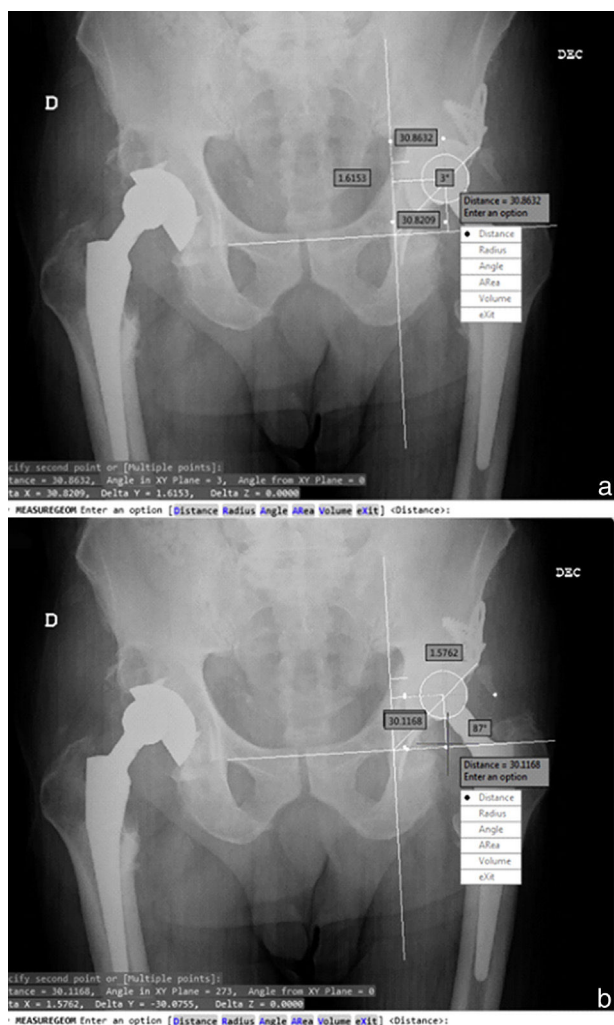 DEC
D
30.8632
1.6153
3°
Distance = 30.8632
Enter an option
30.8209
Distance
Radius
Angle
ARea
Volume
eXit
cify second point or [Multiple points]:
tance = 30.8632, Angle in XY Plane = 3, Angle from XY Plane = 0
ta X = 30.8209, Delta Y = 1.6153, Delta Z = 0.0000
a
MEASUREGEOM Enter an option [Distance Radius Angle ARea Volume eXit] <Distance>:
DEC
D
1.5762
30.1168
87°
Distance = 30.1168
Enter an option
Distance
Radius
Angle
ARea
Volume
eXit
cify second point or [Multiple points]:
tance = 30.1168, Angle in XY Plane = 273, Angle from XY Plane = 0
ta X = 1.5762, Delta Y = -30.0755, Delta Z = 0.0000
b
MEASUREGEOM Enter an option [Distance Radius Angle ARea Volume eXit] <Distance>: